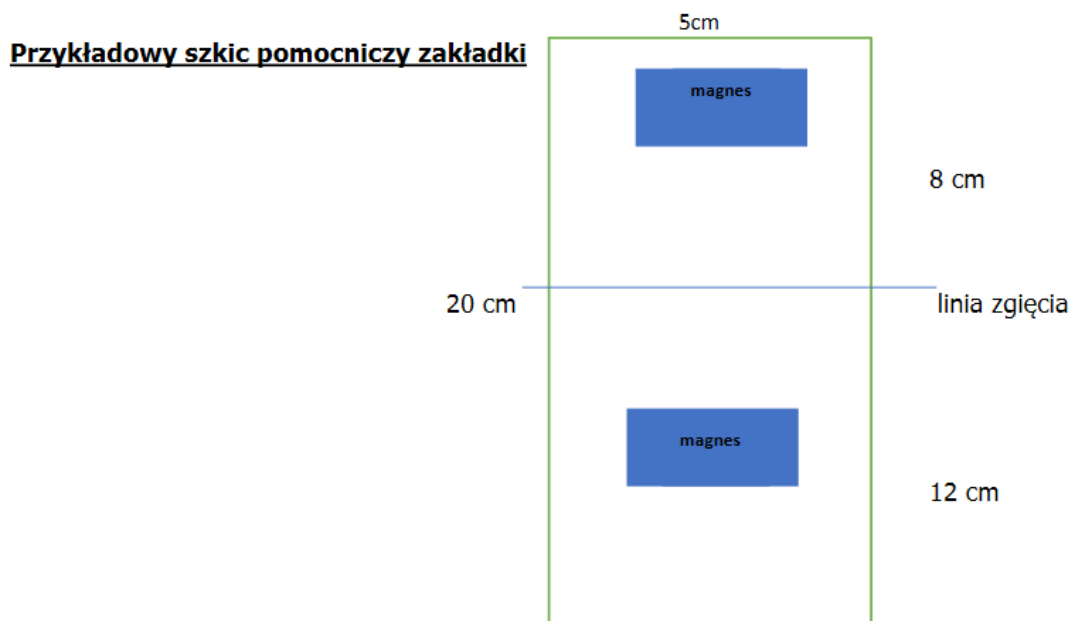 5cm
Przykładowy szkic pomocniczy zakładki
magnes
8 cm
20 cm
linia zgięcia
magnes
12 cm